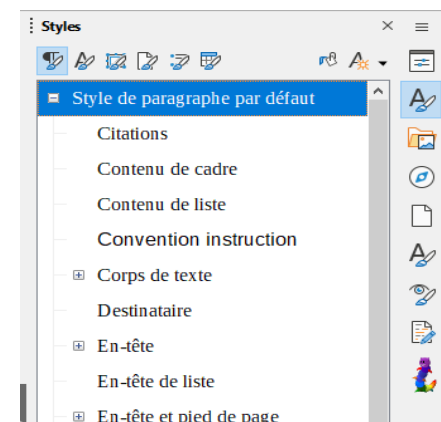 Styles
Style de paragraphe par défaut
Citations
Contenu de cadre
Contenu de liste
Convention instruction
Corps de texte
Destinataire
En-tête
En-tête de liste
En-tête et pied de page